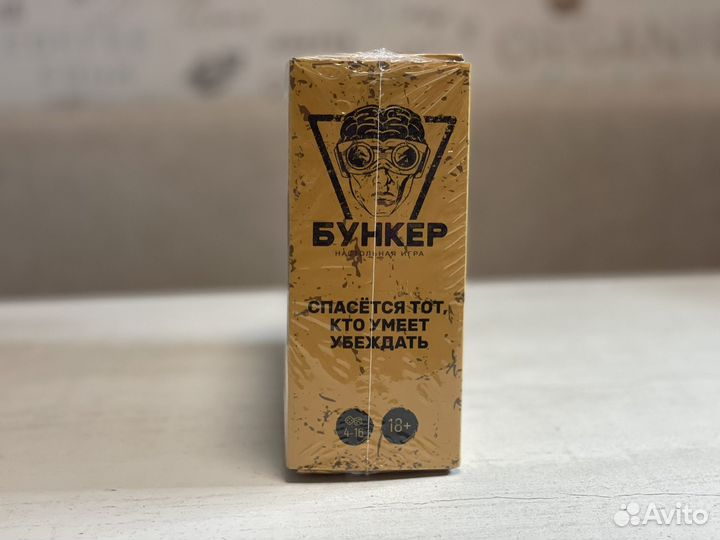 БУНКЕР
НАСТОЛЬНАЯ ИГРА
СПАСЁТСЯ ТОТ,
КТО УМЕЕТ
УБЕЖДАТЬ
4-16
18+
Avito